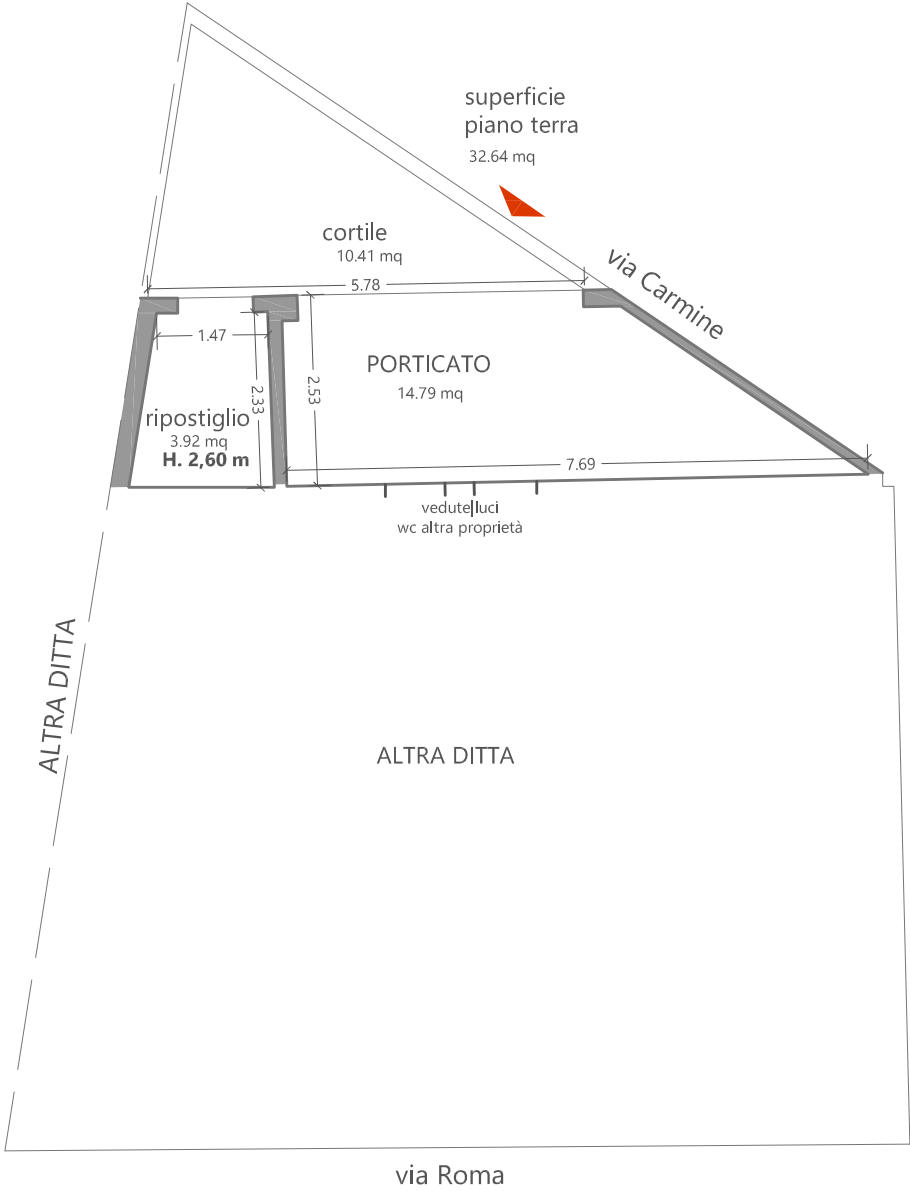 superficie
piano terra
32.64 mq
cortile
10.41 mq
5.78
via Carmine
1.47
PORTICATO
14.79 mq
2.33
2.53
ripostiglio
3.92 mq
H. 2,60 m
7.69
vedute luci
wc altra proprietà
ALTRA DITTA
ALTRA DITTA
via Roma